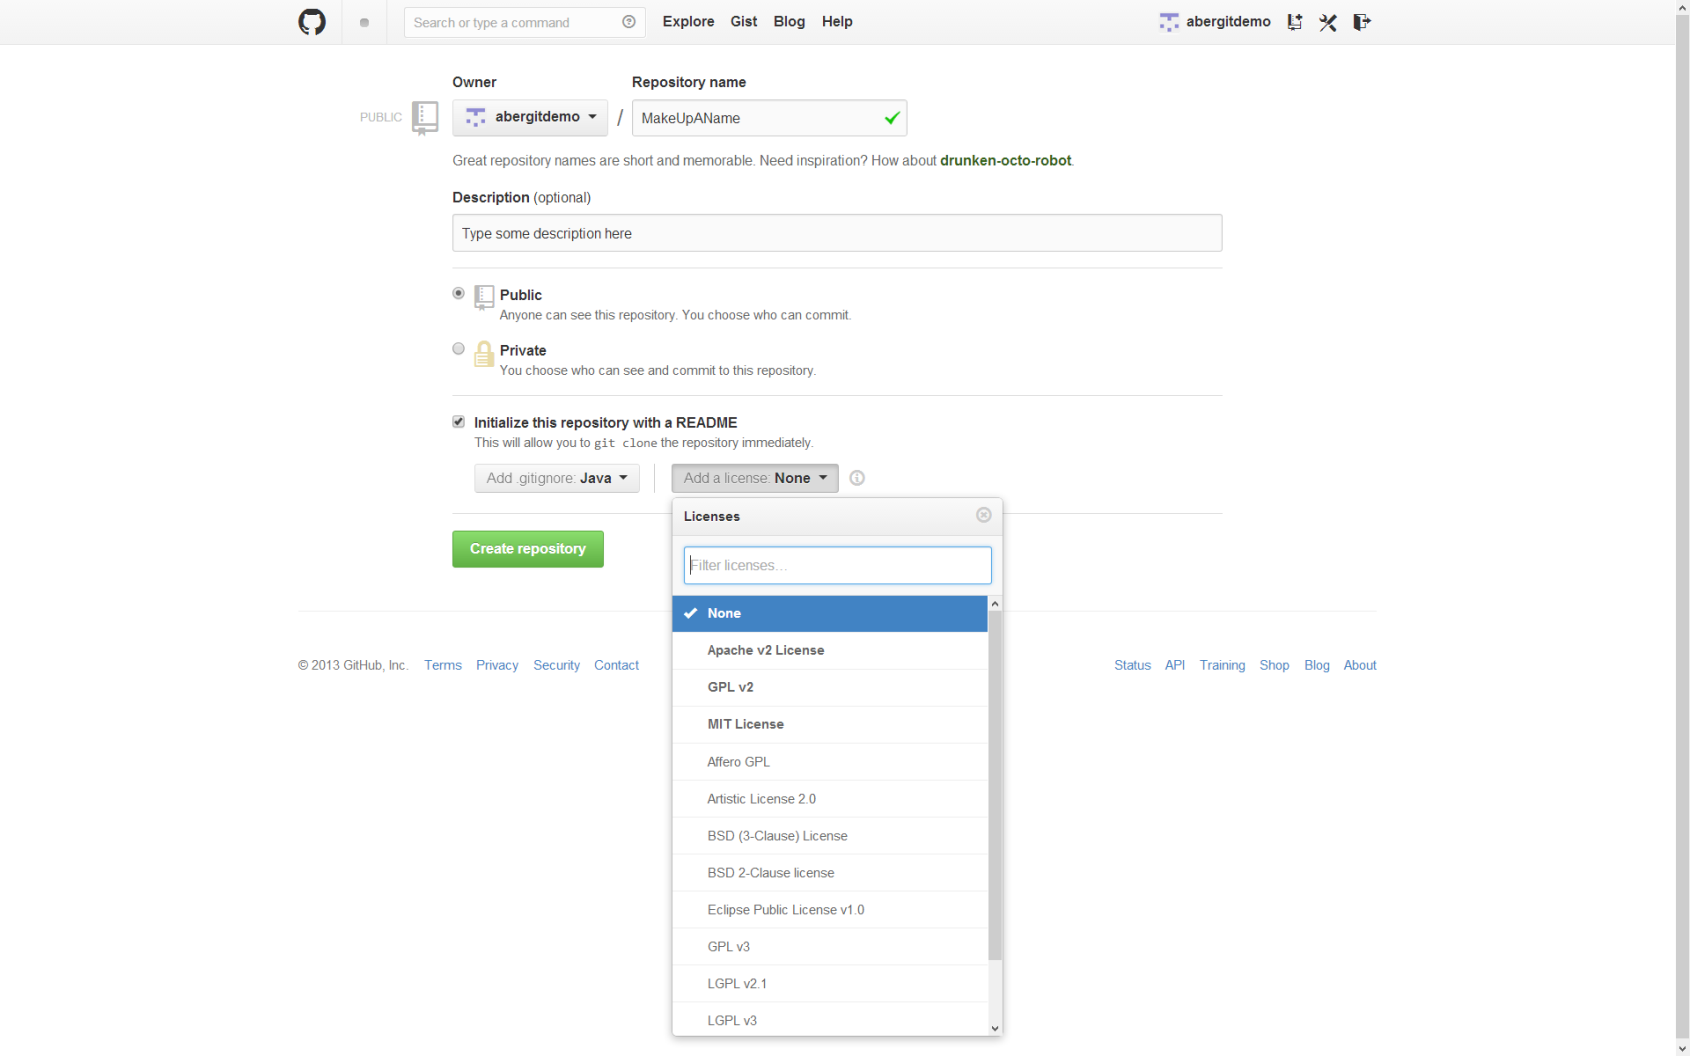 Search or type a command
Explore Gist Blog Help
abergitdemo
Owner
Repository name
PUBLIC
abergitdemo / MakeUpAName
Great repository names are short and memorable. Need inspiration? How about drunken-octo-robot.
Description (optional)
Type some description here
Public
Anyone can see this repository. You choose who can commit.
Private
You choose who can see and commit to this repository.
Initialize this repository with a README
This will allow you to git clone the repository immediately.
Add .gitignore: Java
Add a license: None
Licenses
Filter licenses…
Create repository
None
Apache v2 License
GPL v2
MIT License
Affero GPL
Artistic License 2.0
BSD (3-Clause) License
BSD 2-Clause license
Eclipse Public License v1.0
GPL v3
LGPL v2.1
LGPL v3
© 2013 GitHub, Inc. Terms Privacy Security Contact
Status API Training Shop Blog About